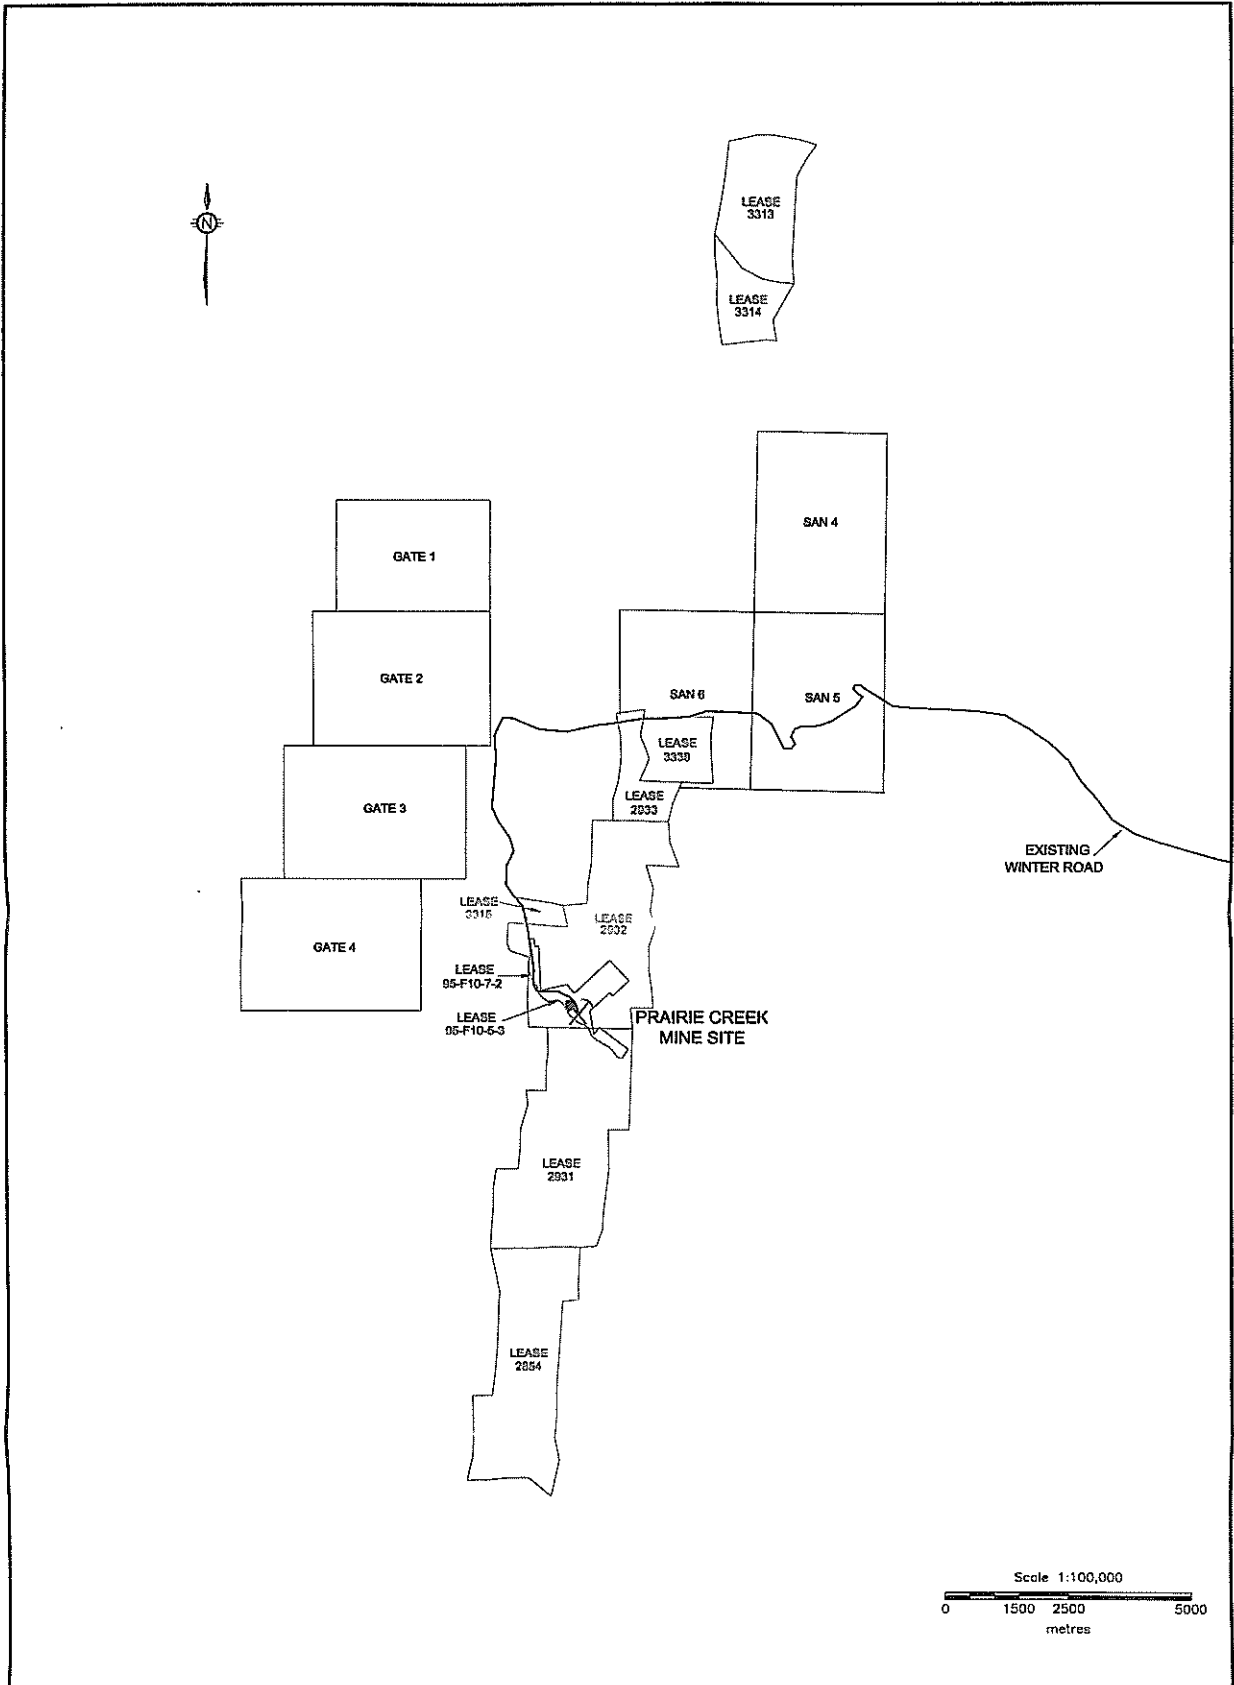 N
LEASE
3313
LEASE
3314
SAN 4
GATE 1
GATE 2
SAN 6
SAN 5
LEASE
3338
GATE 3
LEASE
2933
EXISTING
WINTER ROAD
LEASE
3315
LEASE
2932
GATE 4
LEASE
95-F10-7-2
LEASE
95-F10-5-3
PRAIRIE CREEK
MINE SITE
LEASE
2931
LEASE
2854
Scale 1:100,000
0 1500 2500 5000
metres